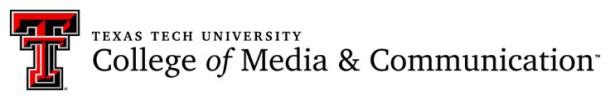 TEXAS TECH UNIVERSITY
College of Media & Communication™